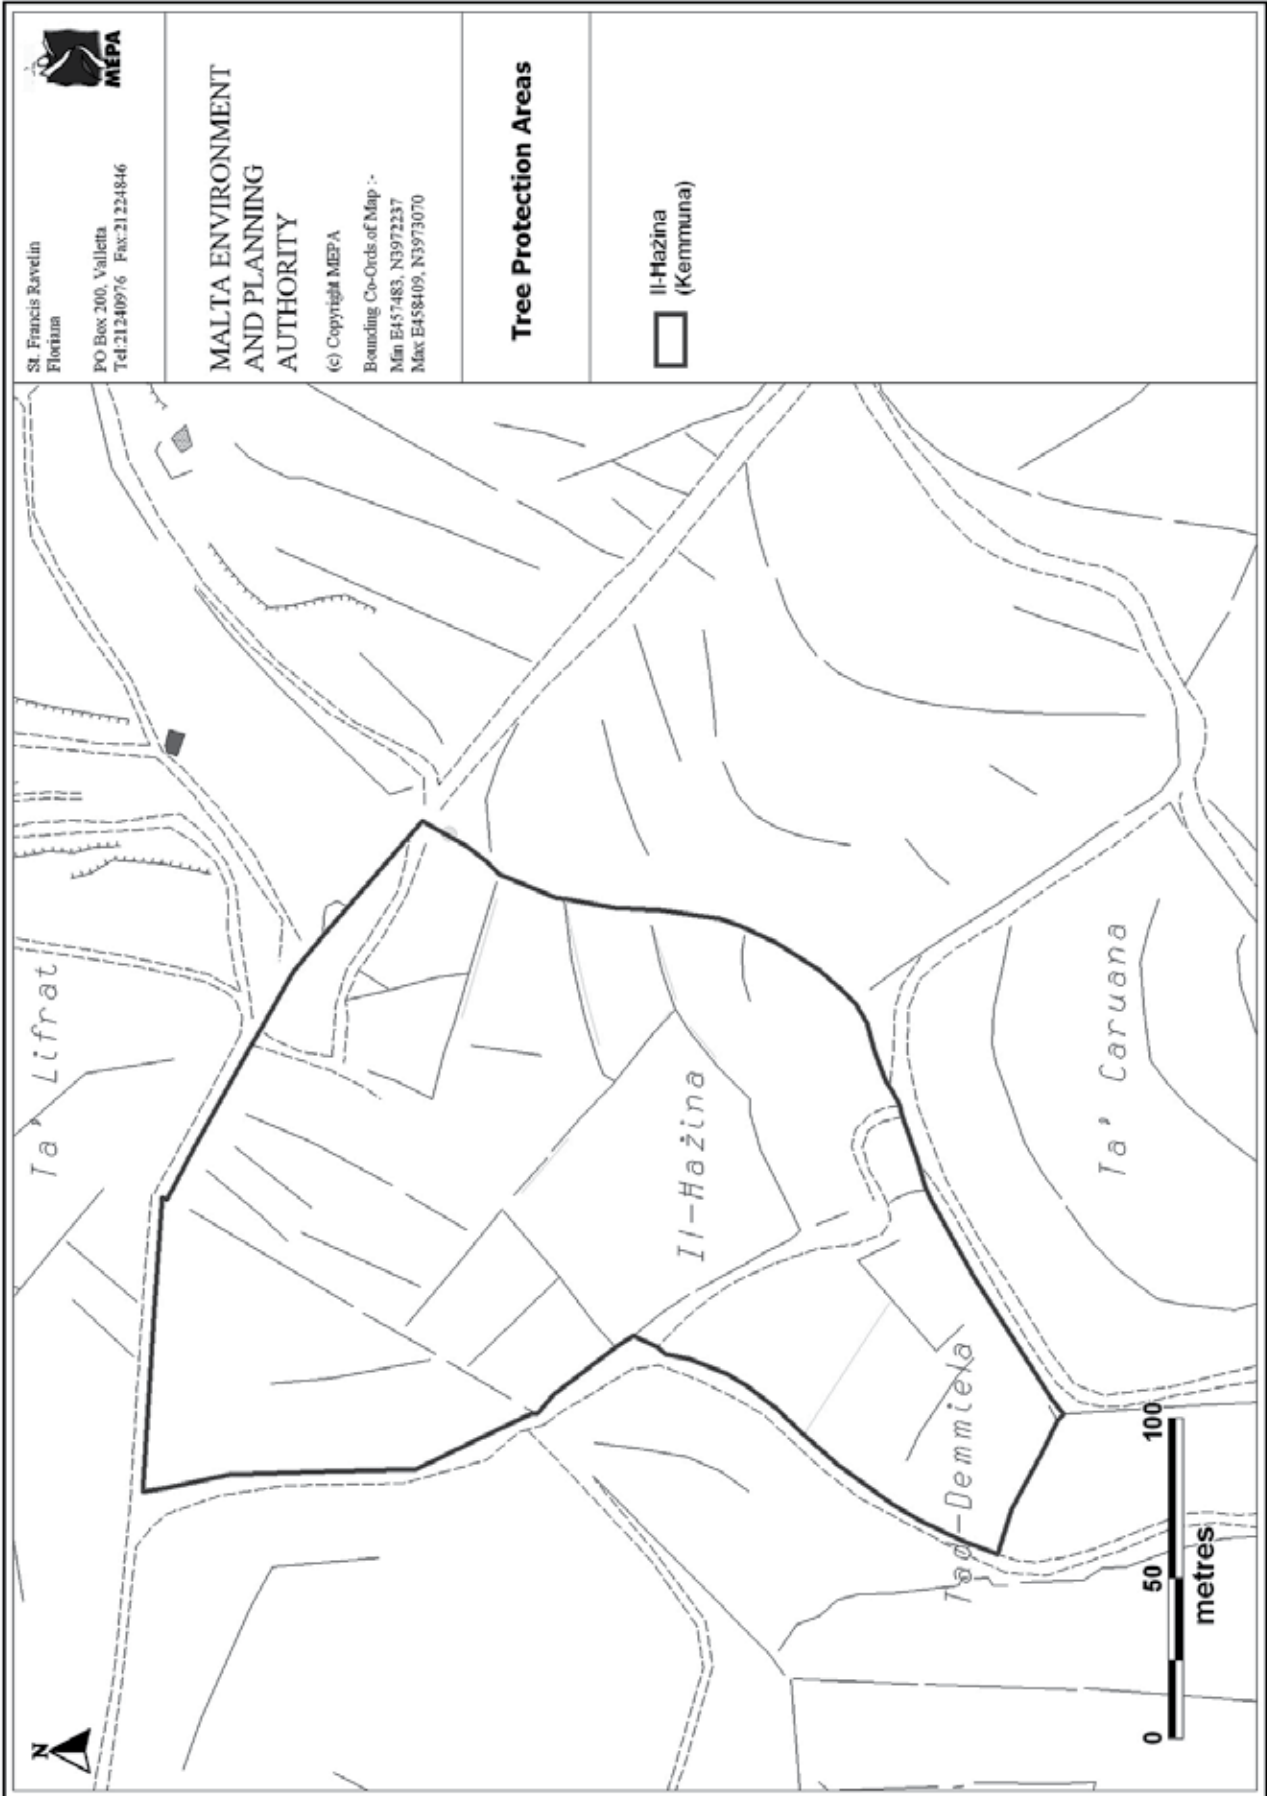 MEPA
St. Francis Ravelin
Floriana
PO Box 200, Valletta
Tel:21240976 Fax:21224846
MALTA ENVIRONMENT
AND PLANNING
AUTHORITY
(c) Copyright MEPA
Bounding Co-Ords of Map :-
Min E457483, N3972237
Max E458409, N3973070
Tree Protection Areas
Il-Hażina
(Kemmuna)
N
Ta' Lifrat
Il-Hażina
Ta' Caruana
0 50 100
metres